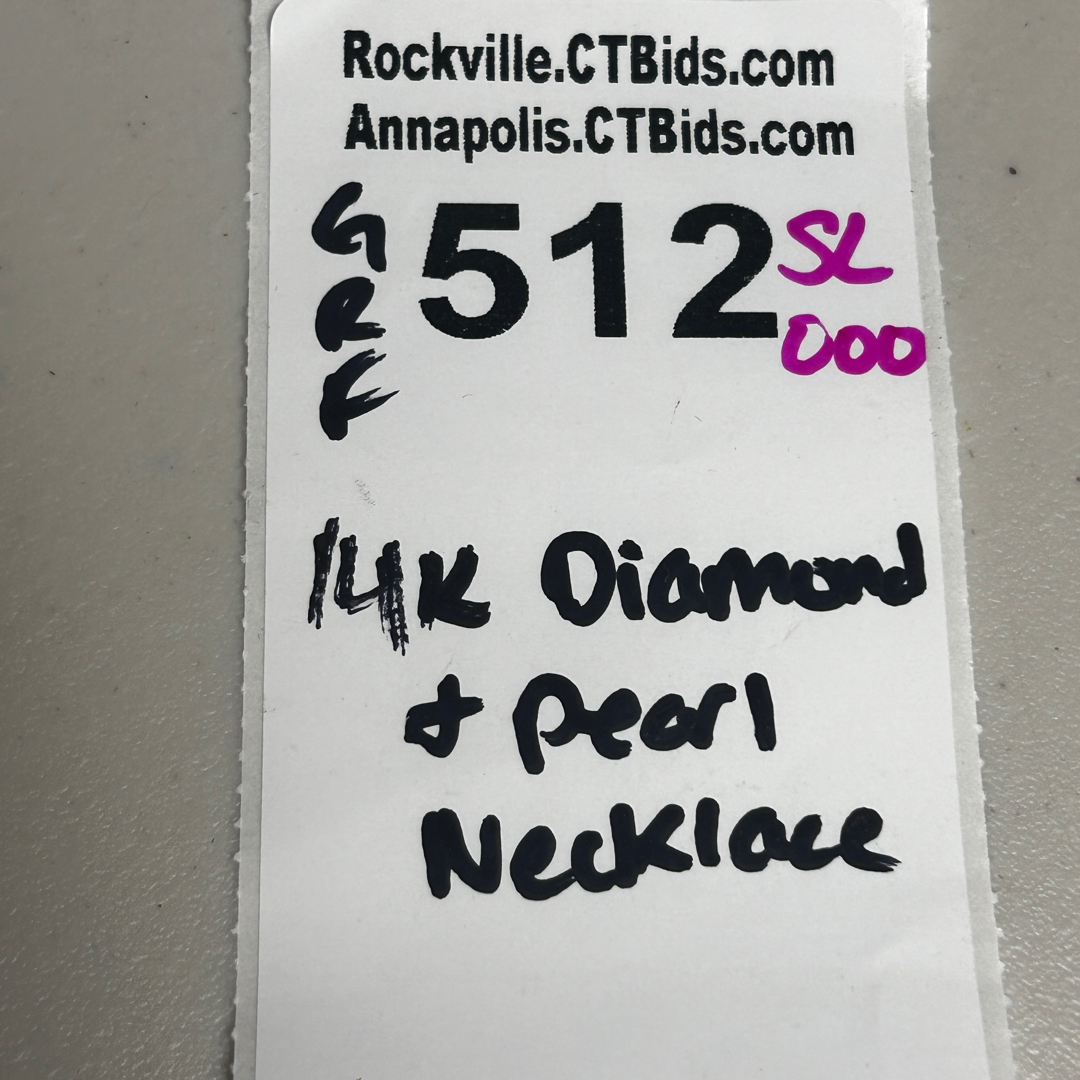 Rockville.CTBids.com
Annapolis.CTBids.com
G
R
F
512
SL
000
14K Diamond
+ Pearl
Necklace